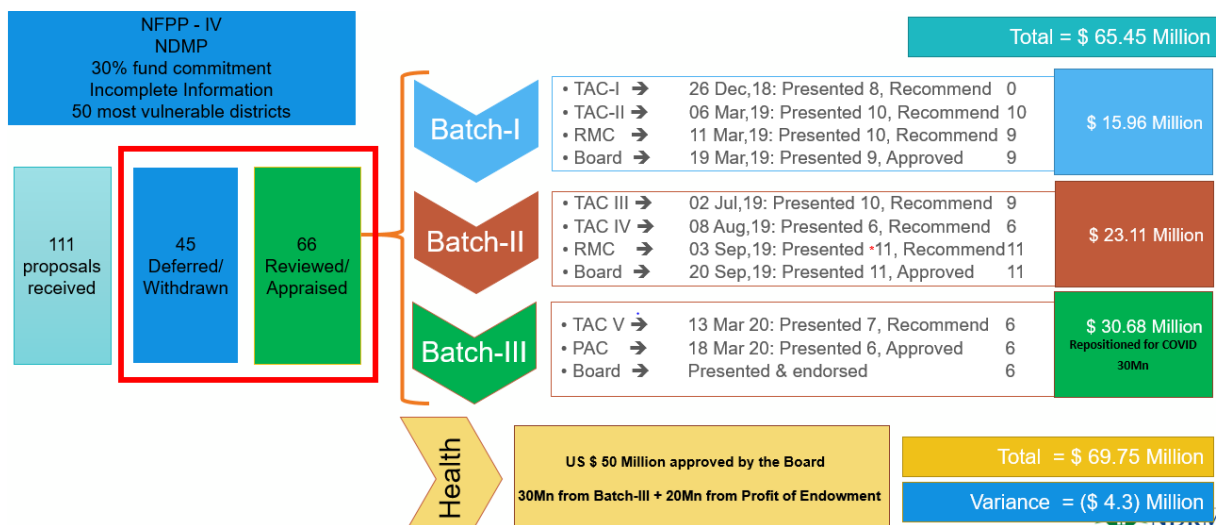 NFPP - IV
NDMP
30% fund commitment
Incomplete Information
50 most vulnerable districts
Total = $ 65.45 Million
111
proposals
received
45
Deferred/
Withdrawn
66
Reviewed/
Appraised
Batch-I
• TAC-I ➔ 26 Dec,18: Presented 8, Recommend 0
• TAC-II ➔ 06 Mar,19: Presented 10, Recommend 10
• RMC ➔ 11 Mar,19: Presented 10, Recommend 9
• Board ➔ 19 Mar,19: Presented 9, Approved 9
$ 15.96 Million
Batch-II
• TAC III ➔ 02 Jul,19: Presented 10, Recommend 9
• TAC IV ➔ 08 Aug,19: Presented 6, Recommend 6
• RMC ➔ 03 Sep,19: Presented *11, Recommend 11
• Board ➔ 20 Sep,19: Presented 11, Approved 11
$ 23.11 Million
Batch-III
• TAC V ➔ 13 Mar 20: Presented 7, Recommend 6
• PAC ➔ 18 Mar 20: Presented 6, Approved 6
• Board ➔ Presented & endorsed 6
$ 30.68 Million
Repositioned for COVID
30Mn
Health
US $ 50 Million approved by the Board
30Mn from Batch-III + 20Mn from Profit of Endowment
Total = $ 69.75 Million
Variance = ($ 4.3) Million